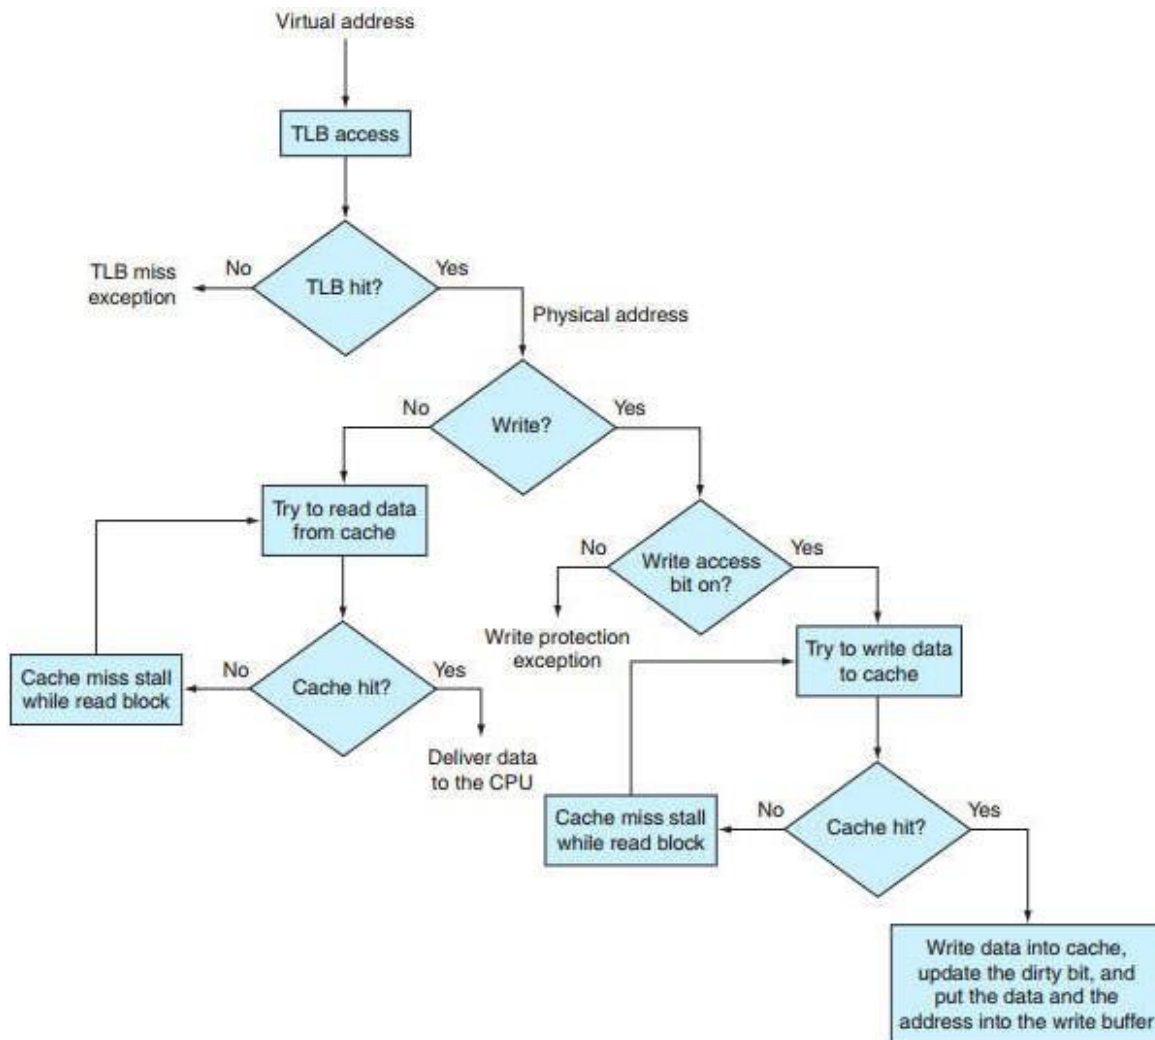 Virtual address
TLB access
TLB hit?
No
Yes
TLB miss
exception
Physical address
Write?
No
Yes
Try to read data
from cache
Write access
bit on?
No
Yes
Write protection
exception
Try to write data
to cache
Cache hit?
No
Yes
Cache miss stall
while read block
Deliver data
to the CPU
Cache hit?
No
Yes
Cache miss stall
while read block
Write data into cache,
update the dirty bit, and
put the data and the
address into the write buffer